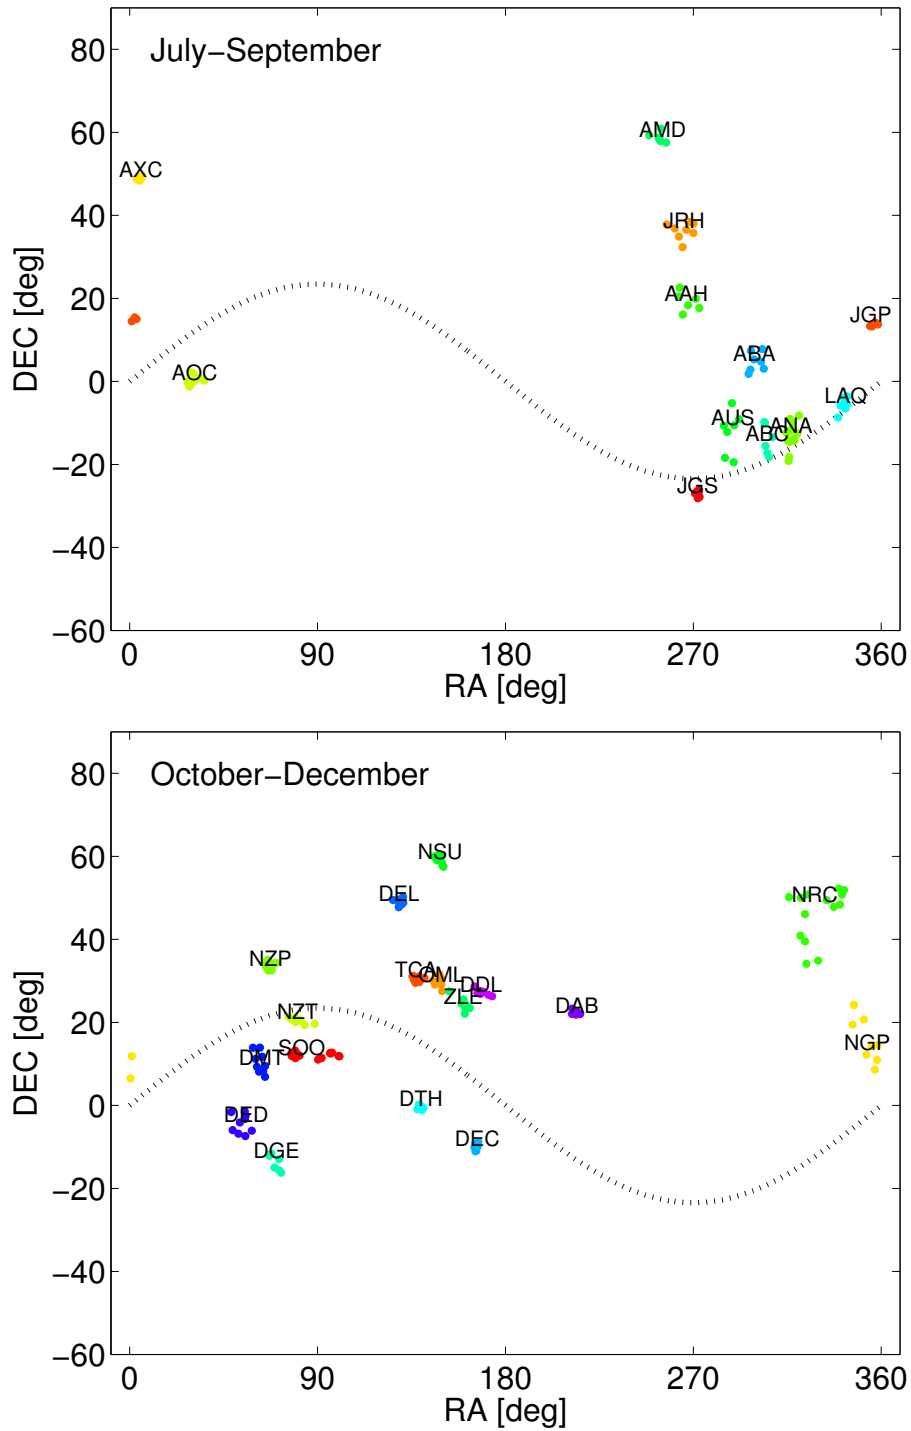 July−September
80
60
40
20
0
−20
−40
−60
DEC [deg]
AMD
AXC
JRH
AAH
JGP
ABA
AOC
LAQ
AUS
ANA
JGS
0 90 180 270 360
RA [deg]
October−December
80
60
40
20
0
−20
−40
−60
DEC [deg]
NSU
DEL
NRC
NZP
TCA
OML
DDL
ZLE
DAB
NZT
NGP
SOO
DMT
DTH
DED
DEC
DGE
0 90 180 270 360
RA [deg]